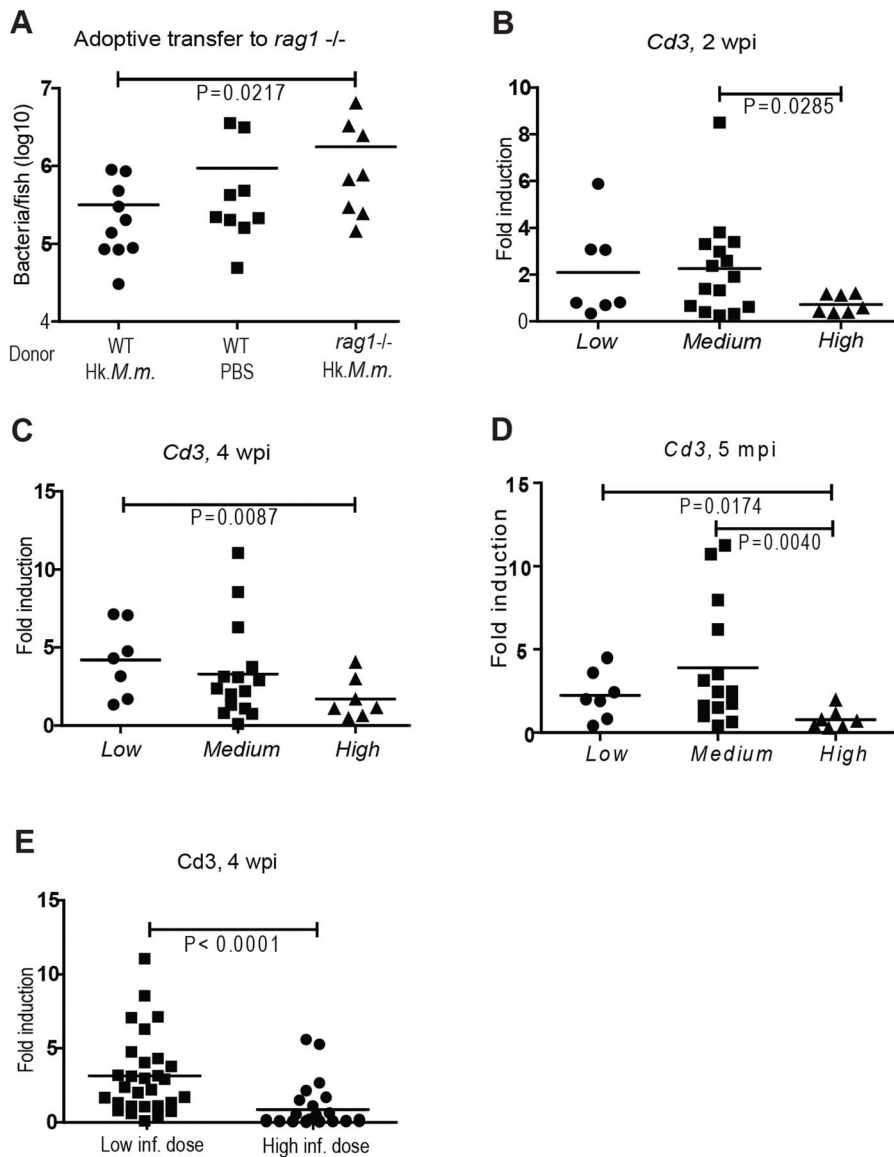 A
Adoptive transfer to rag1 -/-
7
6
5
4
Bacteria/fish (log10)
P=0.0217
Donor
WT
Hk.M.m.
WT
PBS
rag1-/-
Hk.M.m.
B
Cd3, 2 wpi
10
8
6
4
2
0
Fold induction
P=0.0285
Low Medium High
C
Cd3, 4 wpi
15
10
5
0
Fold induction
P=0.0087
Low Medium High
D
Cd3, 5 mpi
15
10
5
0
Fold induction
P=0.0174
P=0.0040
Low Medium High
E
Cd3, 4 wpi
15
10
5
0
Fold induction
P< 0.0001
Low inf. dose High inf. dose